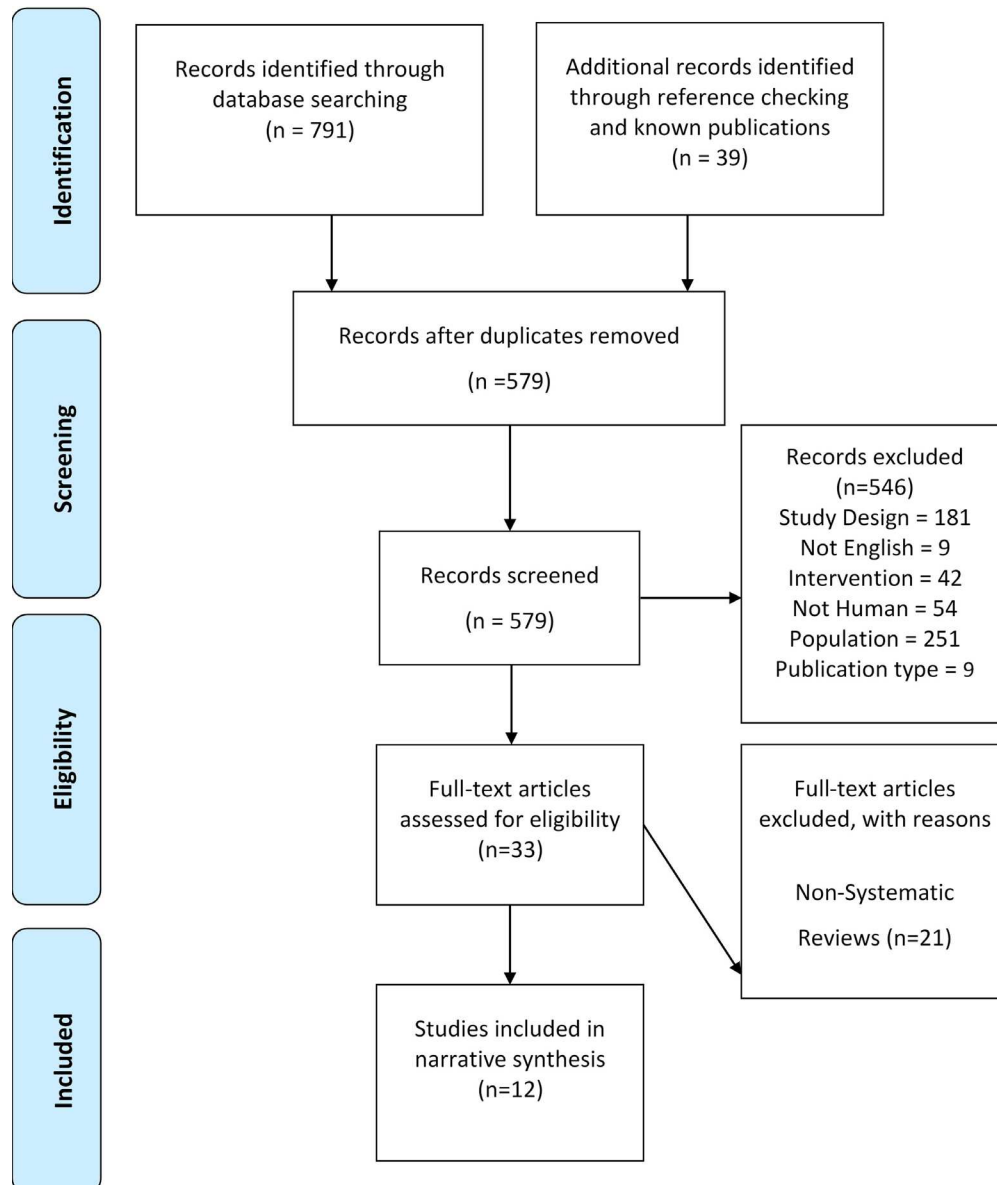 Identification
Records identified through
database searching
(n = 791)
Additional records identified
through reference checking
and known publications
(n = 39)
Records after duplicates removed
(n =579)
Screening
Records screened
(n = 579)
Records excluded
(n=546)
Study Design = 181
Not English = 9
Intervention = 42
Not Human = 54
Population = 251
Publication type = 9
Eligibility
Full-text articles
assessed for eligibility
(n=33)
Full-text articles
excluded, with reasons
Non-Systematic
Reviews (n=21)
Included
Studies included in
narrative synthesis
(n=12)